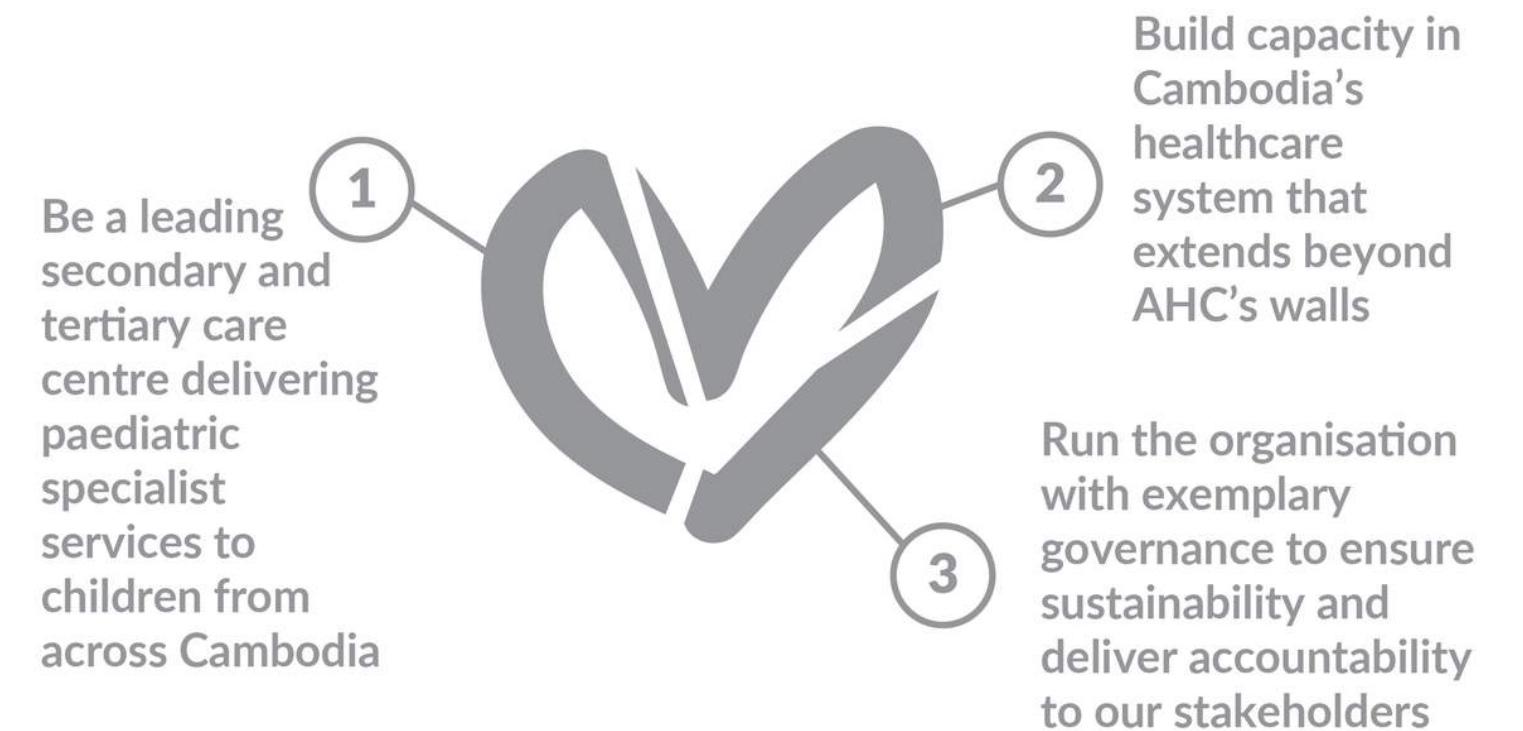 1
Be a leading
secondary and
tertiary care
centre delivering
paediatric
specialist
services to
children from
across Cambodia
2
Build capacity in
Cambodia’s
healthcare
system that
extends beyond
AHC’s walls
3
Run the organisation
with exemplary
governance to ensure
sustainability and
deliver accountability
to our stakeholders